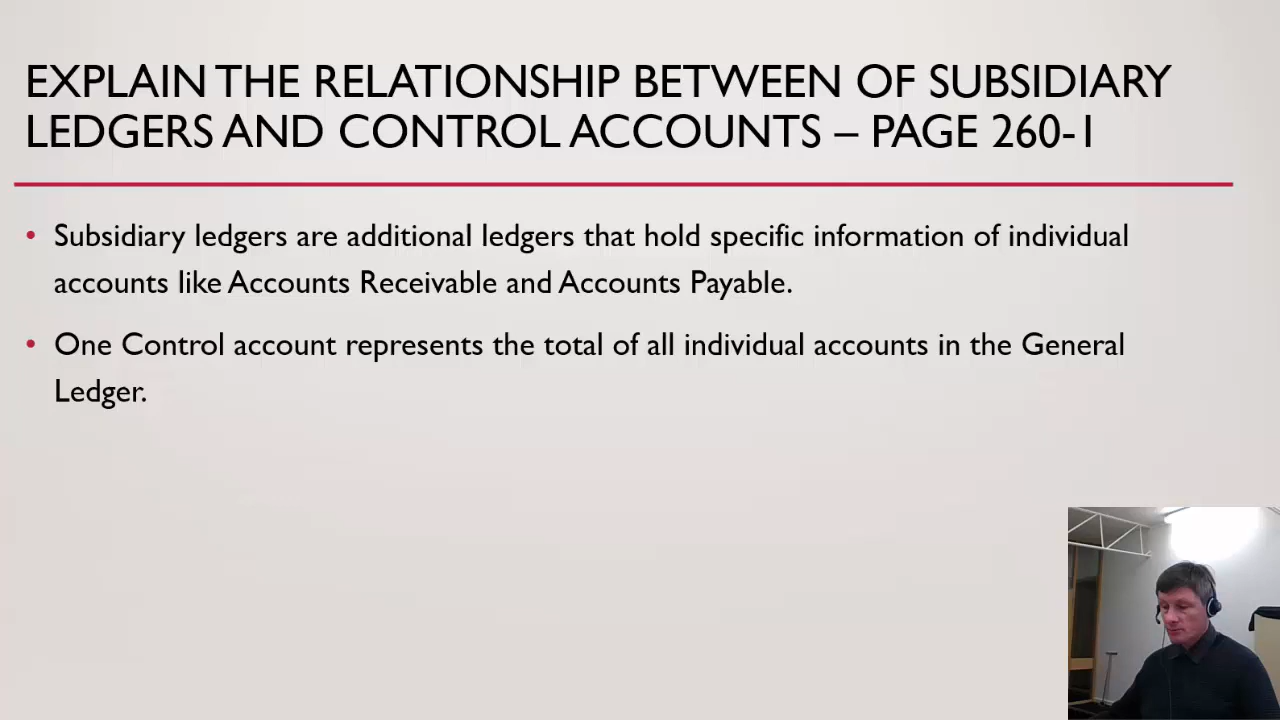 EXPLAIN THE RELATIONSHIP BETWEEN OF SUBSIDIARY
LEDGERS AND CONTROL ACCOUNTS – PAGE 260-1
• Subsidiary ledgers are additional ledgers that hold specific information of individual
accounts like Accounts Receivable and Accounts Payable.
• One Control account represents the total of all individual accounts in the General
Ledger.